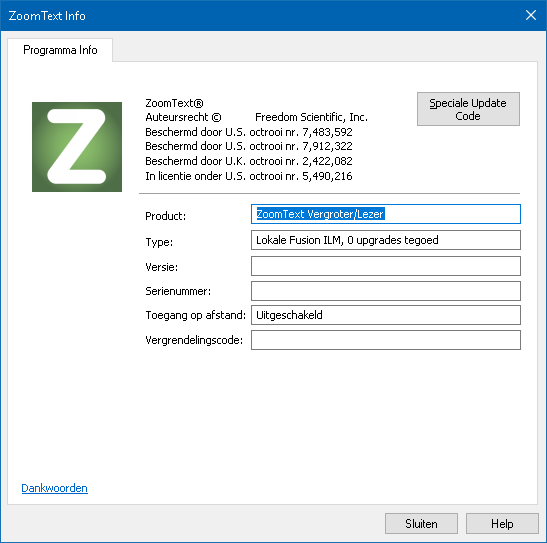 ZoomText Info
Programma Info
Z
ZoomText®
Auteursrecht © Freedom Scientific, Inc.
Beschermd door U.S. octrooi nr. 7,483,592
Beschermd door U.S. octrooi nr. 7,912,322
Beschermd door U.K. octrooi nr. 2,422,082
In licentie onder U.S. octrooi nr. 5,490,216
Speciale Update
Code
Product: ZoomText Vergroter/Lezer
Type: Lokale Fusion ILM, 0 upgrades tegoed
Versie:
Serienummer:
Toegang op afstand: Uitgeschakeld
Vergrendelingscode:
Dankwoorden
Sluiten Help